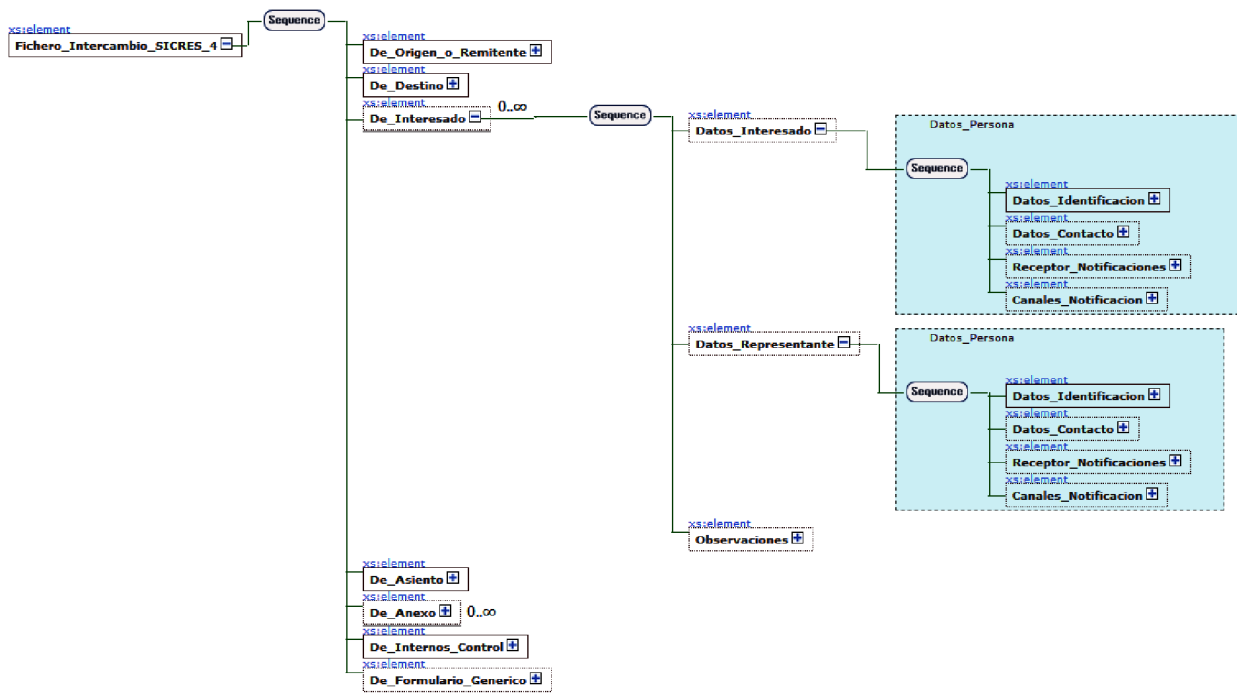 xs:element
Fichero_Intercambio_SICRES_4
Sequence
xs:element
De_Origen_o_Remitente
xs:element
De_Destino
xs:element
De_Interesado
0..∞
Sequence
xs:element
Datos_Interesado
Datos_Persona
Sequence
xs:element
Datos_Identificacion
xs:element
Datos_Contacto
xs:element
Receptor_Notificaciones
xs:element
Canales_Notificacion
xs:element
Datos_Representante
Datos_Persona
Sequence
xs:element
Datos_Identificacion
xs:element
Datos_Contacto
xs:element
Receptor_Notificaciones
xs:element
Canales_Notificacion
xs:element
Observaciones
xs:element
De_Asiento
xs:element
De_Anexo
0..∞
xs:element
De_Internos_Control
xs:element
De_Formulario_Generico